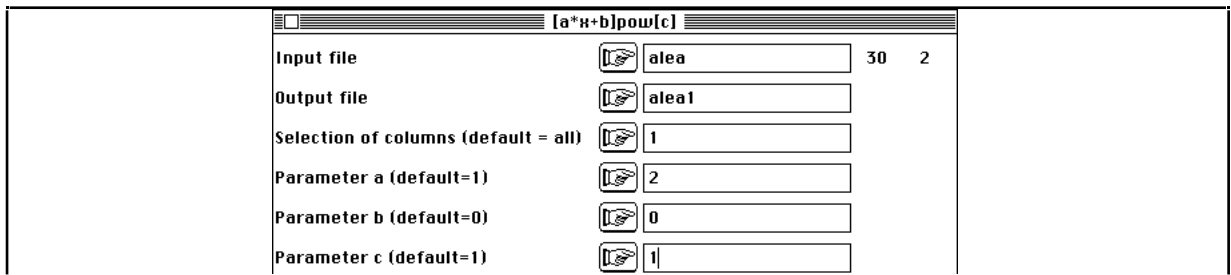 [a*x+b]pow[c]
Input file alea 30 2
Output file alea1
Selection of columns (default = all) 1
Parameter a (default=1) 2
Parameter b (default=0) 0
Parameter c (default=1) 1